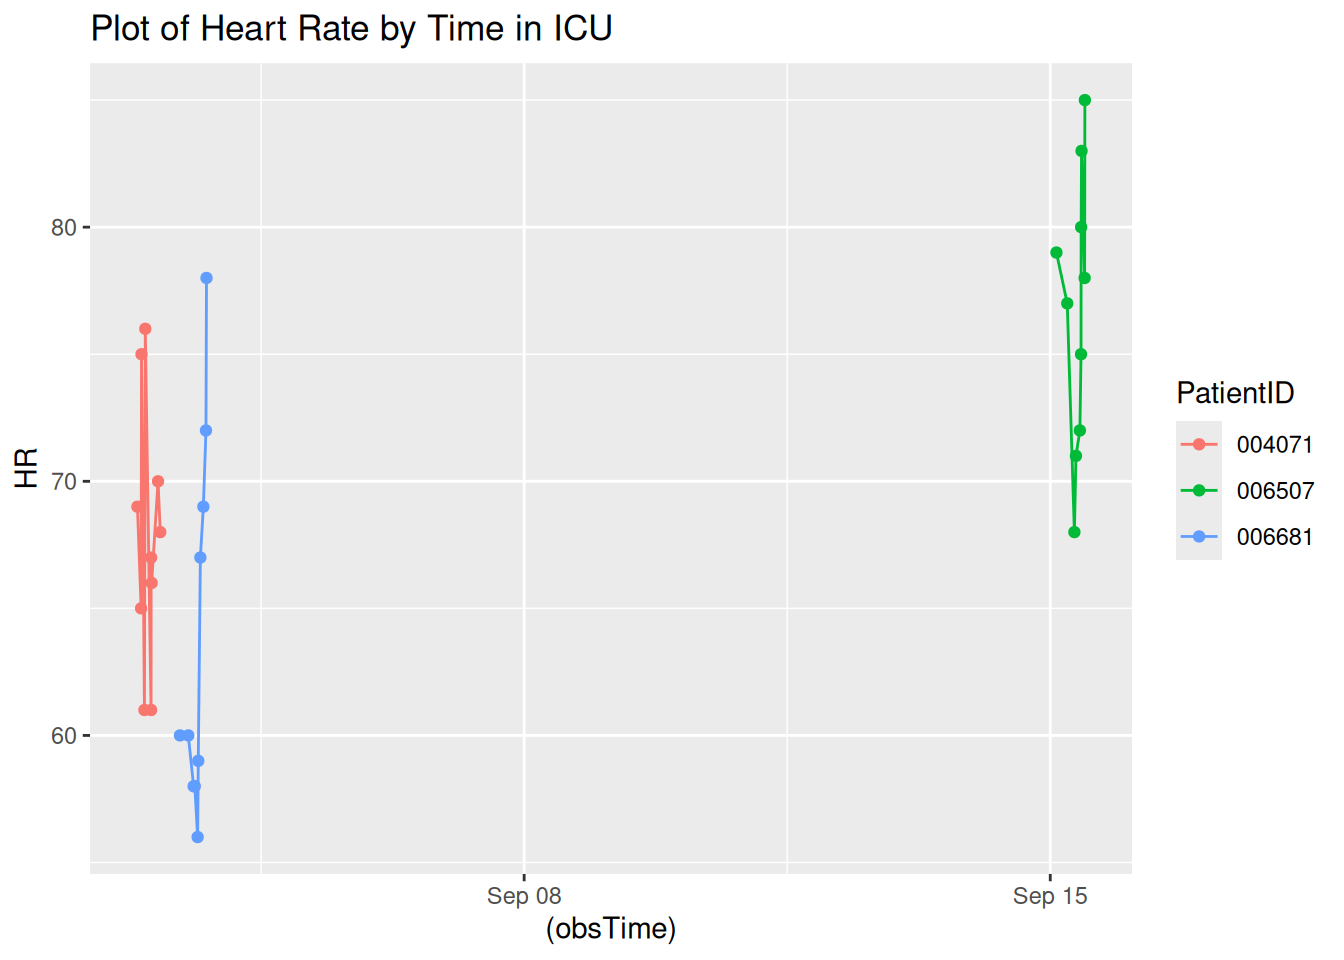 Plot of Heart Rate by Time in ICU
HR
80
70
60
Sep 08
Sep 15
(obsTime)
PatientID
004071
006507
006681